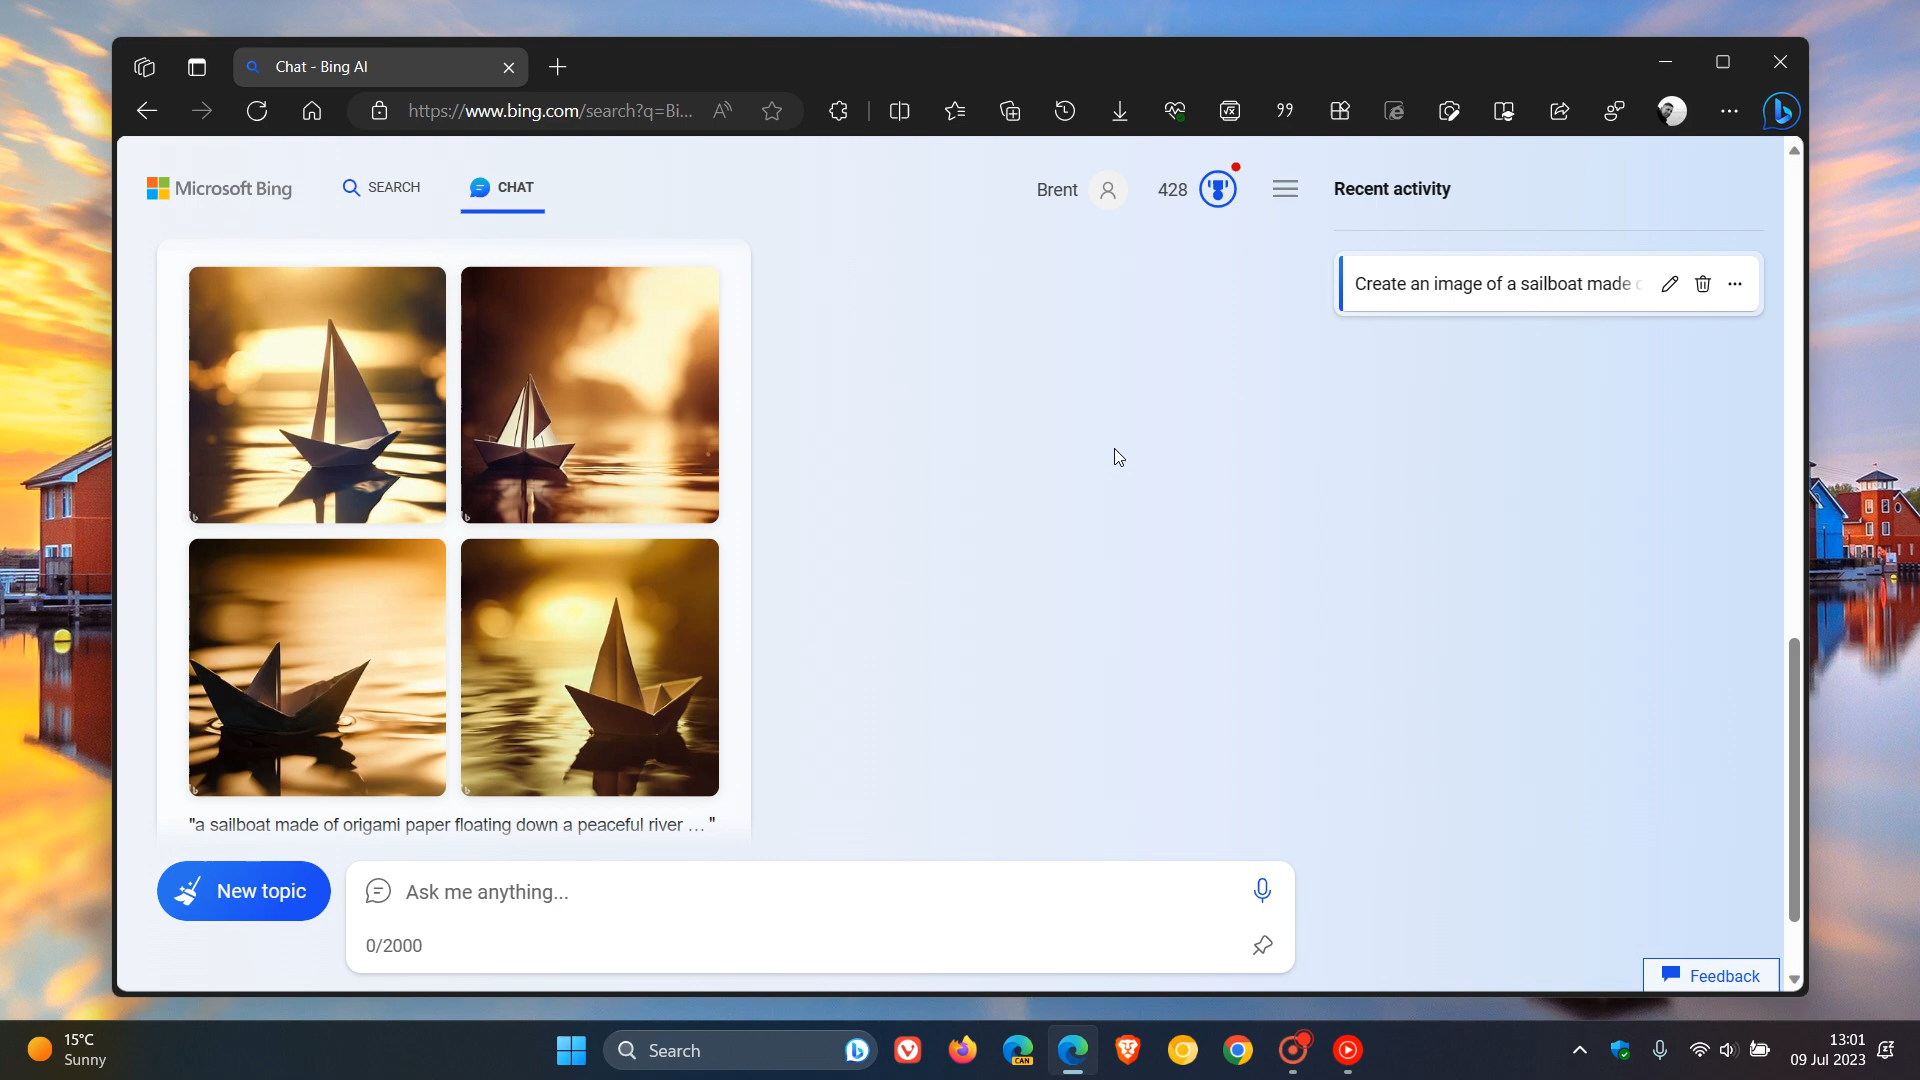 Chat - Bing AI
https://www.bing.com/search?q=Bi...
Microsoft Bing
SEARCH
CHAT
Brent
428
Recent activity
Create an image of a sailboat made
"a sailboat made of origami paper floating down a peaceful river ... "
New topic
Ask me anything...
0/2000
Feedback
15°C
Sunny
Search
CAN
13:01
09 Jul 2023